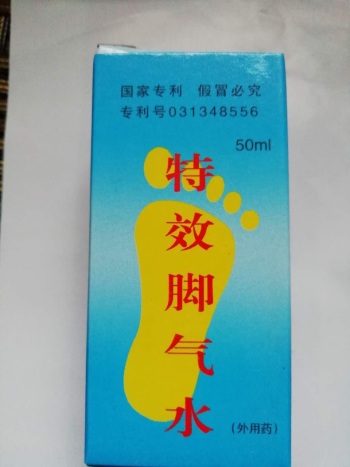 国家专利 假冒必究
专利号031348556
50ml
特效脚气水
(外用药)